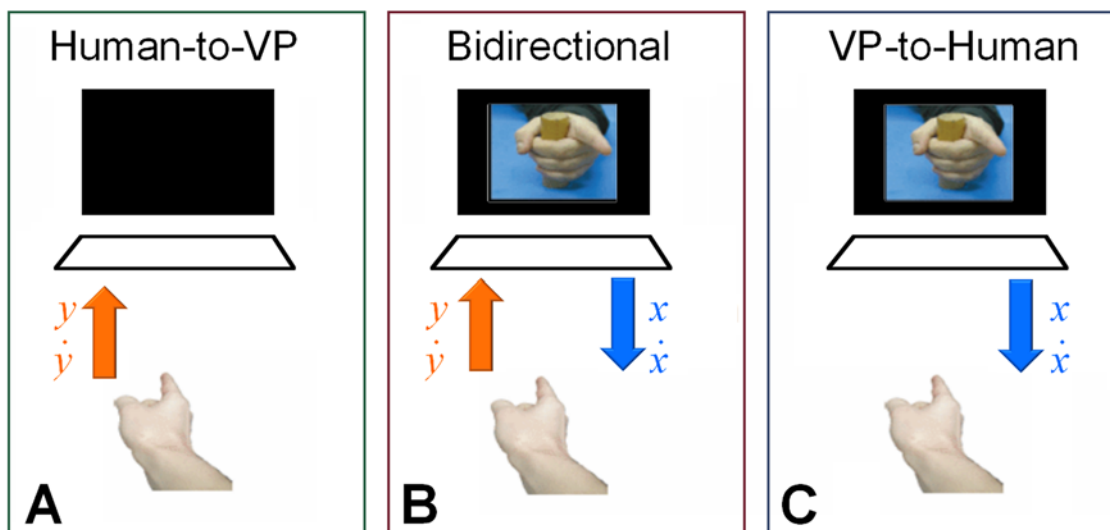 Human-to-VP
y
ẏ
A
Bidirectional
y
ẏ
x
ẋ
B
VP-to-Human
x
ẋ
C